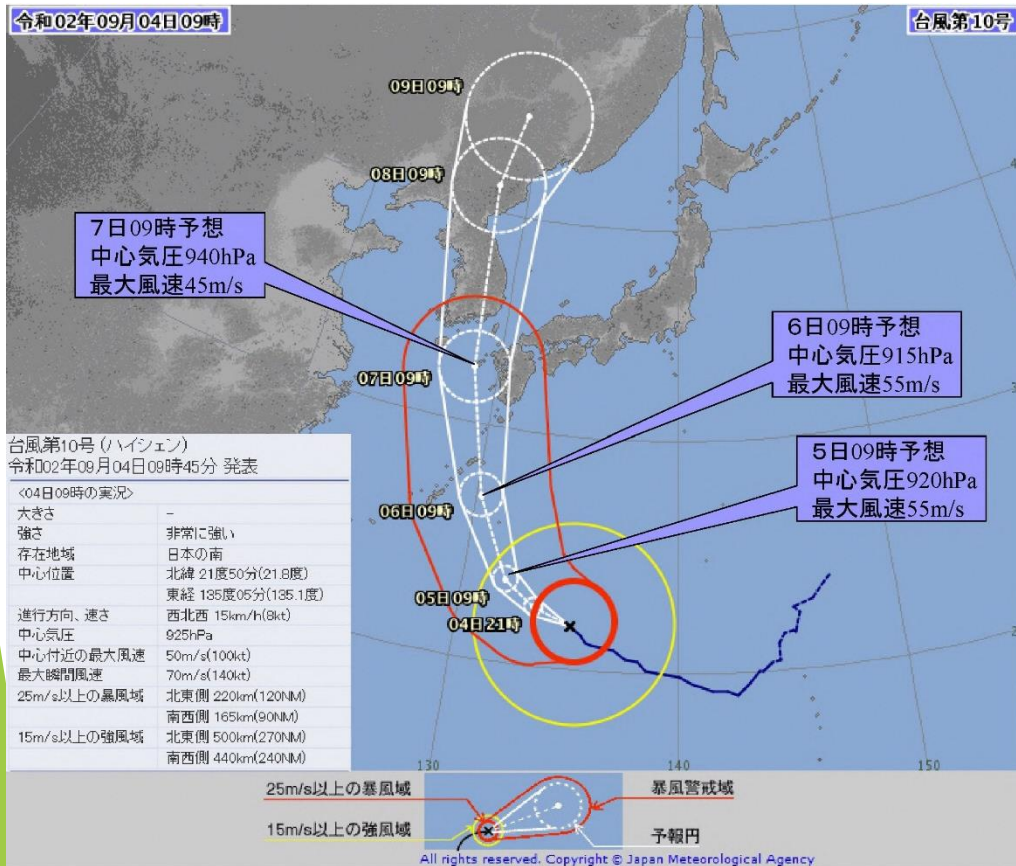 令和02年09月04日09時
台風第10号
09日09時
08日09時
7日09時予想
中心気圧940hPa
最大風速45m/s
6日09時予想
中心気圧915hPa
最大風速55m/s
07日09時
5日09時予想
中心気圧920hPa
最大風速55m/s
06日09時
05日09時
04日21時
台風第10号 (ハイシェン)
令和02年09月04日09時45分 発表
<04日09時の実況>
大きさ -
強さ 非常に強い
存在地域 日本の南
中心位置 北緯 21度50分(21.8度)
東経 135度05分(135.1度)
進行方向、速さ 西北西 15km/h(8kt)
中心気圧 925hPa
中心付近の最大風速 50m/s(100kt)
最大瞬間風速 70m/s(140kt)
25m/s以上の暴風域 北東側 220km(120NM)
南西側 165km(90NM)
15m/s以上の強風域 北東側 500km(270NM)
南西側 440km(240NM)
130
140
150
25m/s以上の暴風域
暴風警戒域
15m/s以上の強風域
予報円
All rights reserved. Copyright © Japan Meteorological Agency